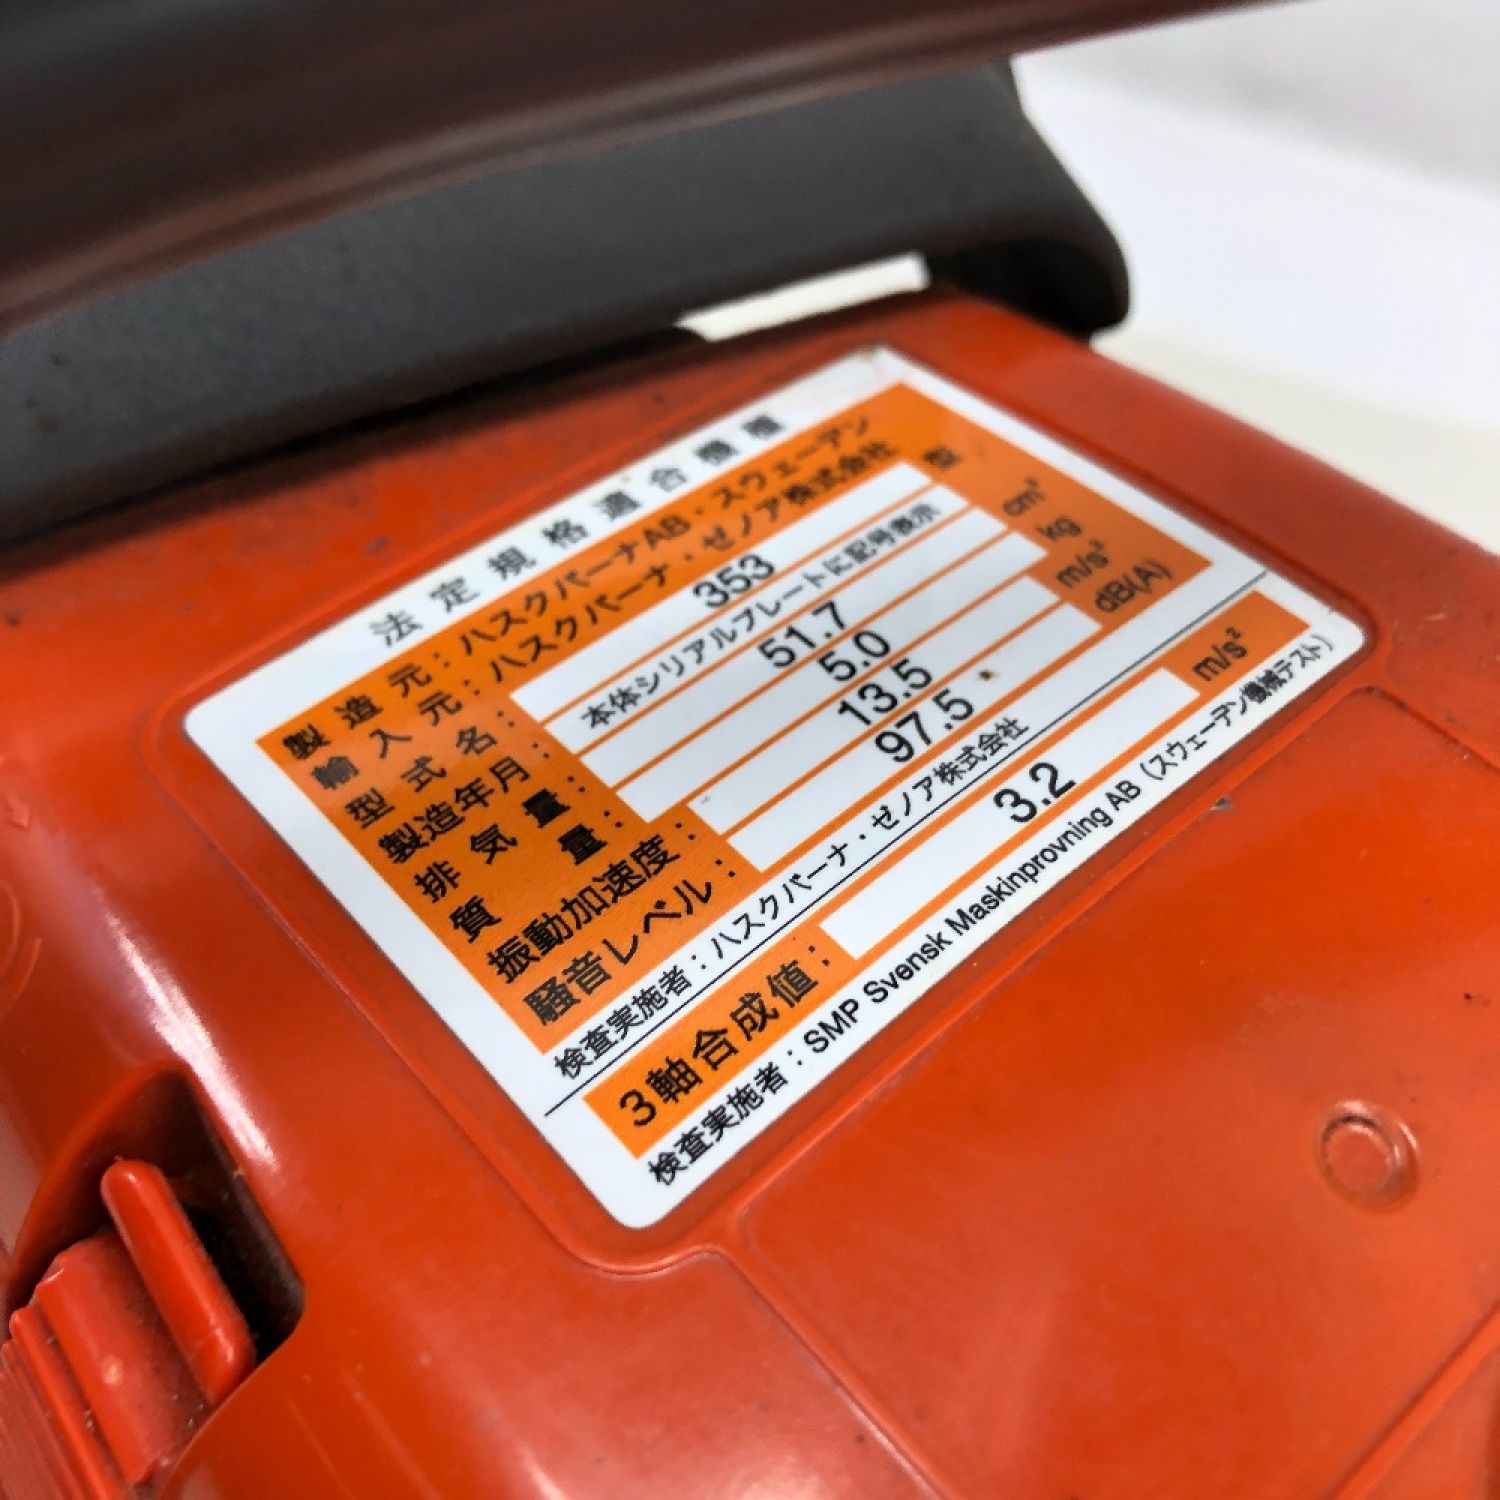 法定規格適合機種
製造元：ハスクバーナAB・スウェーデン
輸入元：ハスクバーナ・ゼノア株式会社
型式名： 353 型
製造年月： 本体シリアルプレートに記号表示
排気量： 51.7 cm³
質量： 5.0 kg
振動加速度： 13.5 m/s²
騒音レベル： 97.5 dB(A)
検査実施者：ハスクバーナ・ゼノア株式会社
3軸合成値： 3.2 m/s²
検査実施者：SMP Svensk Maskinprovning AB（スウェーデン機械テスト）